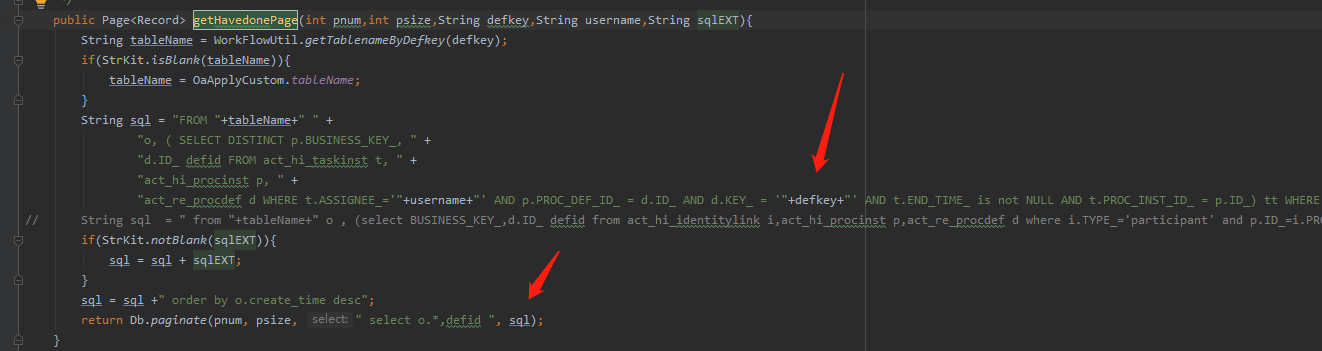 */
public Page<Record> getHavedonePage(int pnum,int psize,String defkey,String username,String sqlEXT){
String tableName = WorkFlowUtil.getTablenameByDefkey(defkey);
if(StrKit.isBlank(tableName)){
tableName = OaApplyCustom.tableName;
}
String sql = "FROM "+tableName+" " +
"o, ( SELECT DISTINCT p.BUSINESS_KEY_, " +
"d.ID_ defid FROM act_hi_taskinst t, " +
"act_hi_procinst p, " +
"act_re_procdef d WHERE t.ASSIGNEE_='"+username+"' AND p.PROC_DEF_ID_ = d.ID_ AND d.KEY_ = '"+defkey+"' AND t.END_TIME_ is not NULL AND t.PROC_INST_ID_ = p.ID_) tt WHERE
// String sql = " from "+tableName+" o , (select BUSINESS_KEY_,d.ID_ defid from act_hi_identitylink i,act_hi_procinst p,act_re_procdef d where i.TYPE_='participant' and p.ID_=i.PRO
if(StrKit.notBlank(sqlEXT)){
sql = sql + sqlEXT;
}
sql = sql +" order by o.create_time desc";
return Db.paginate(pnum, psize, select: " select o.*,defid ", sql);
}